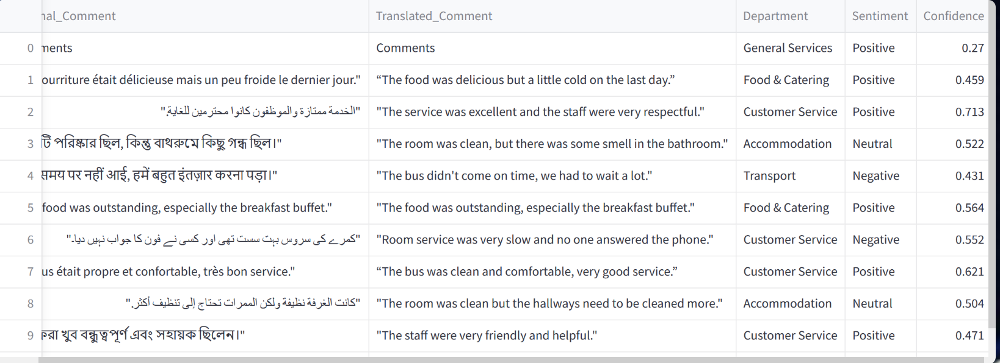 nal_Comment Translated_Comment Department Sentiment Confidence
0 ments Comments General Services Positive 0.27
1 ourriture était délicieuse mais un peu froide le dernier jour." “The food was delicious but a little cold on the last day.” Food & Catering Positive 0.459
2 "الخدمة ممتازة والموظفون كانوا محترمين للغاية." "The service was excellent and the staff were very respectful." Customer Service Positive 0.713
3 টি পরিষ্কার ছিল, কিন্তু বাথরুমে কিছু গন্ধ ছিল।" "The room was clean, but there was some smell in the bathroom." Accommodation Neutral 0.522
4 समय पर नहीं आई, हमें बहुत इंतज़ार करना पड़ा।" "The bus didn't come on time, we had to wait a lot." Transport Negative 0.431
5 food was outstanding, especially the breakfast buffet." "The food was outstanding, especially the breakfast buffet." Food & Catering Positive 0.564
6 "کمرے کی سروس بہت سست تھی اور کسی نے فون کا جواب نہیں دیا۔" "Room service was very slow and no one answered the phone." Customer Service Negative 0.552
7 us était propre et confortable, très bon service." “The bus was clean and comfortable, very good service.” Customer Service Positive 0.621
8 "كانت الغرفة نظيفة ولكن الممرات تحتاج إلى تنظيف أكثر." "The room was clean but the hallways need to be cleaned more." Accommodation Neutral 0.504
9 করা খুব বন্ধুত্বপূর্ণ এবং সহায়ক ছিলেন।" "The staff were very friendly and helpful." Customer Service Positive 0.471